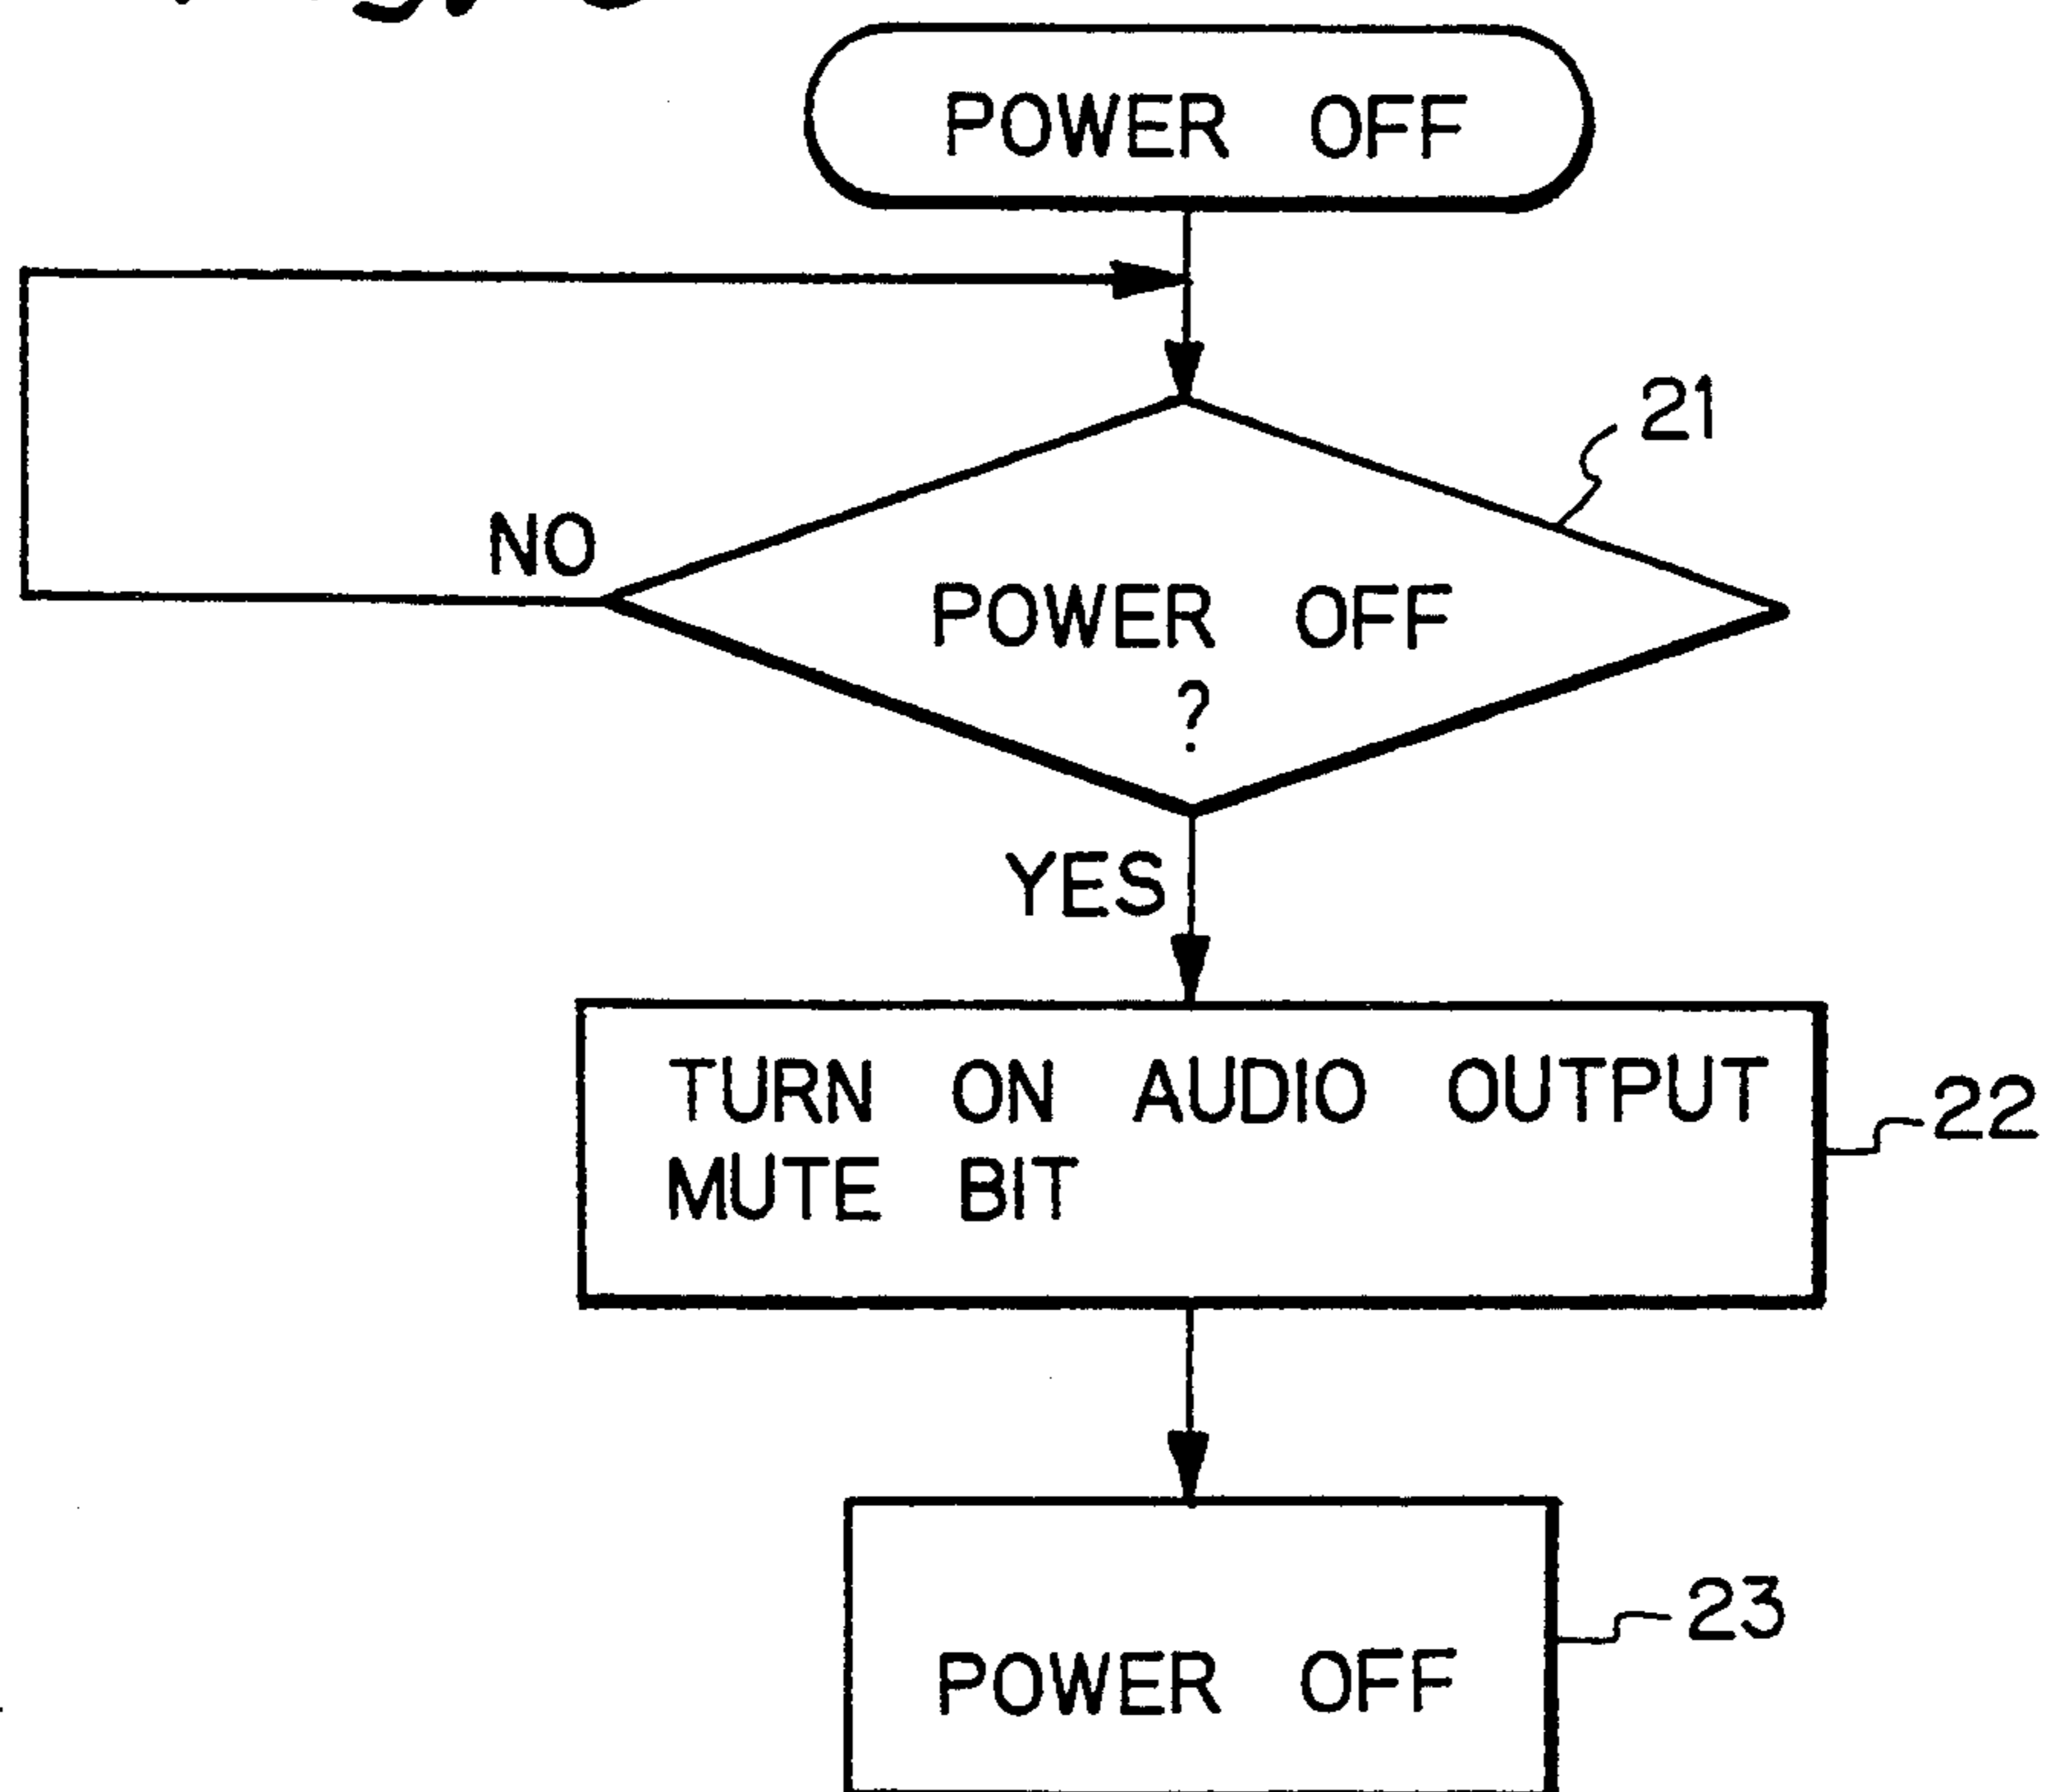 POWER OFF
21
NO
POWER OFF
?
YES
TURN ON AUDIO OUTPUT
MUTE BIT
22
POWER OFF
23